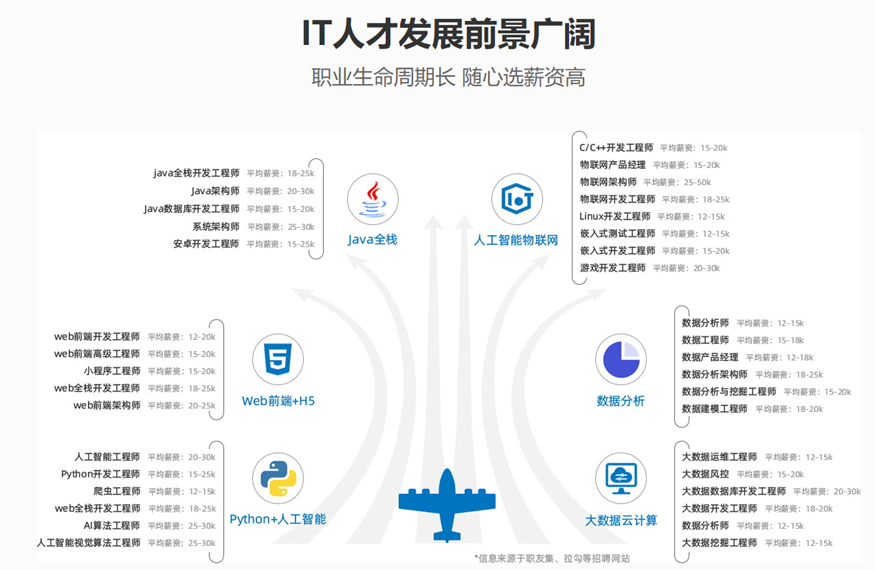 IT人才发展前景广阔
职业生命周期长 随心选薪资高
java全栈开发工程师 平均薪资：18-25k
Java架构师 平均薪资：20-30k
Java数据库开发工程师 平均薪资：15-20k
系统架构师 平均薪资：25-30k
安卓开发工程师 平均薪资：15-25k
Java全栈
IoT
人工智能物联网
C/C++开发工程师 平均薪资：15-20k
物联网产品经理 平均薪资：15-20k
物联网架构师 平均薪资：25-50k
物联网开发工程师 平均薪资：18-25k
Linux开发工程师 平均薪资：12-15k
嵌入式测试工程师 平均薪资：12-15k
嵌入式开发工程师 平均薪资：15-20k
游戏开发工程师 平均薪资：20-30k
web前端开发工程师 平均薪资：12-20k
web前端高级工程师 平均薪资：15-20k
小程序工程师 平均薪资：15-20k
web全栈开发工程师 平均薪资：18-25k
web前端架构师 平均薪资：20-25k
5
Web前端+H5
数据分析
数据分析师 平均薪资：12-15k
数据工程师 平均薪资：15-18k
数据产品经理 平均薪资：12-18k
数据分析架构师 平均薪资：18-25k
数据分析与挖掘工程师 平均薪资：15-20k
数据建模工程师 平均薪资：18-20k
人工智能工程师 平均薪资：20-30k
Python开发工程师 平均薪资：15-25k
爬虫工程师 平均薪资：12-15k
web全栈开发工程师 平均薪资：18-25k
AI算法工程师 平均薪资：25-30k
人工智能视觉算法工程师 平均薪资：25-30k
Python+人工智能
大数据云计算
大数据运维工程师 平均薪资：12-15k
大数据风控 平均薪资：15-20k
大数据数据库开发工程师 平均薪资：20-30k
大数据开发工程师 平均薪资：18-20k
数据分析师 平均薪资：12-15k
大数据挖掘工程师 平均薪资：12-15k
*信息来源于职友集、拉勾等招聘网站